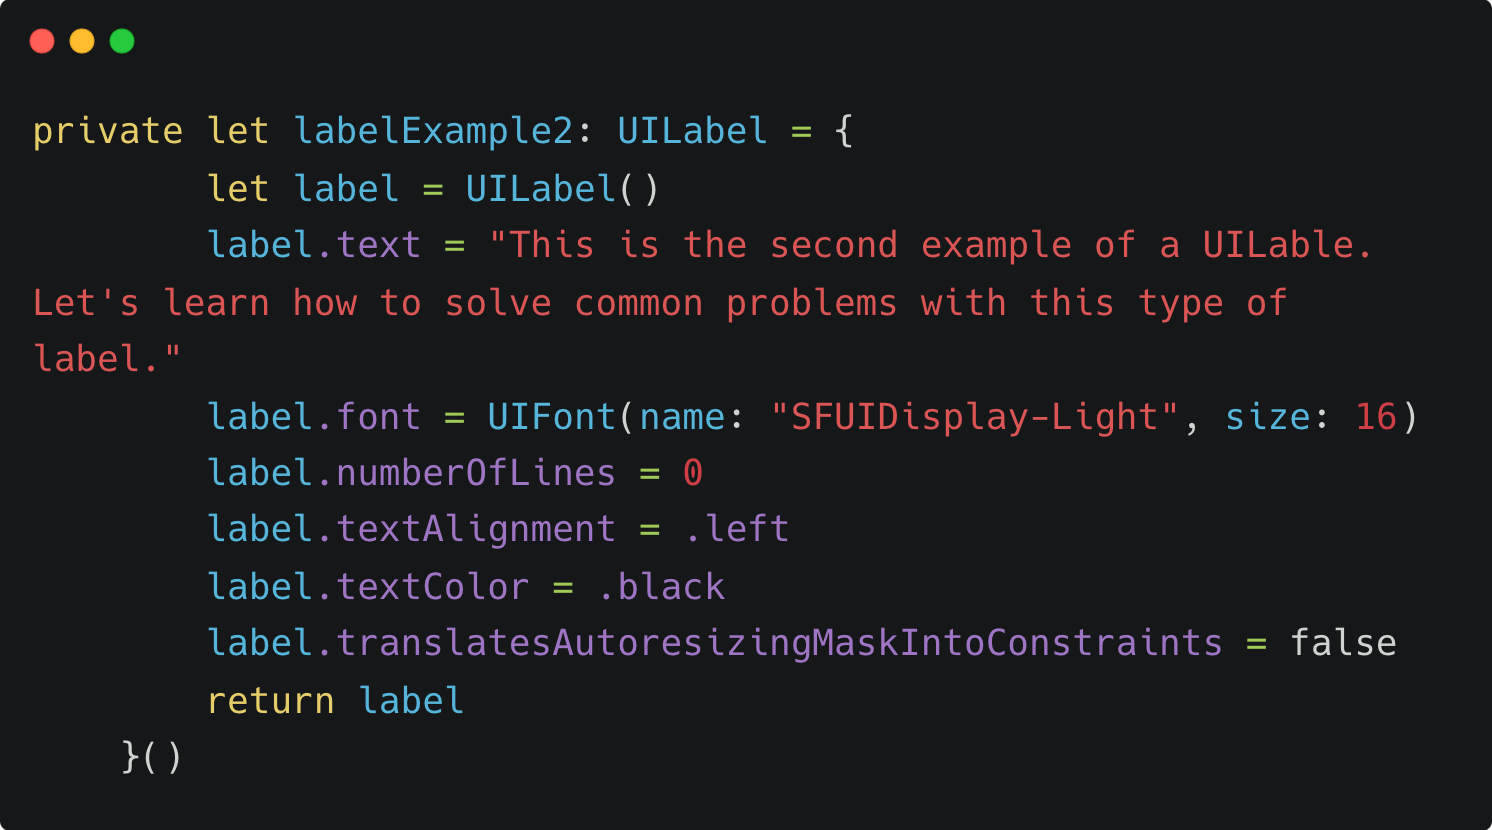 private let labelExample2: UILabel = {
        let label = UILabel()
        label.text = "This is the second example of a UILable.
Let's learn how to solve common problems with this type of
label."
        label.font = UIFont(name: "SFUIDisplay-Light", size: 16)
        label.numberOfLines = 0
        label.textAlignment = .left
        label.textColor = .black
        label.translatesAutoresizingMaskIntoConstraints = false
        return label
    }()